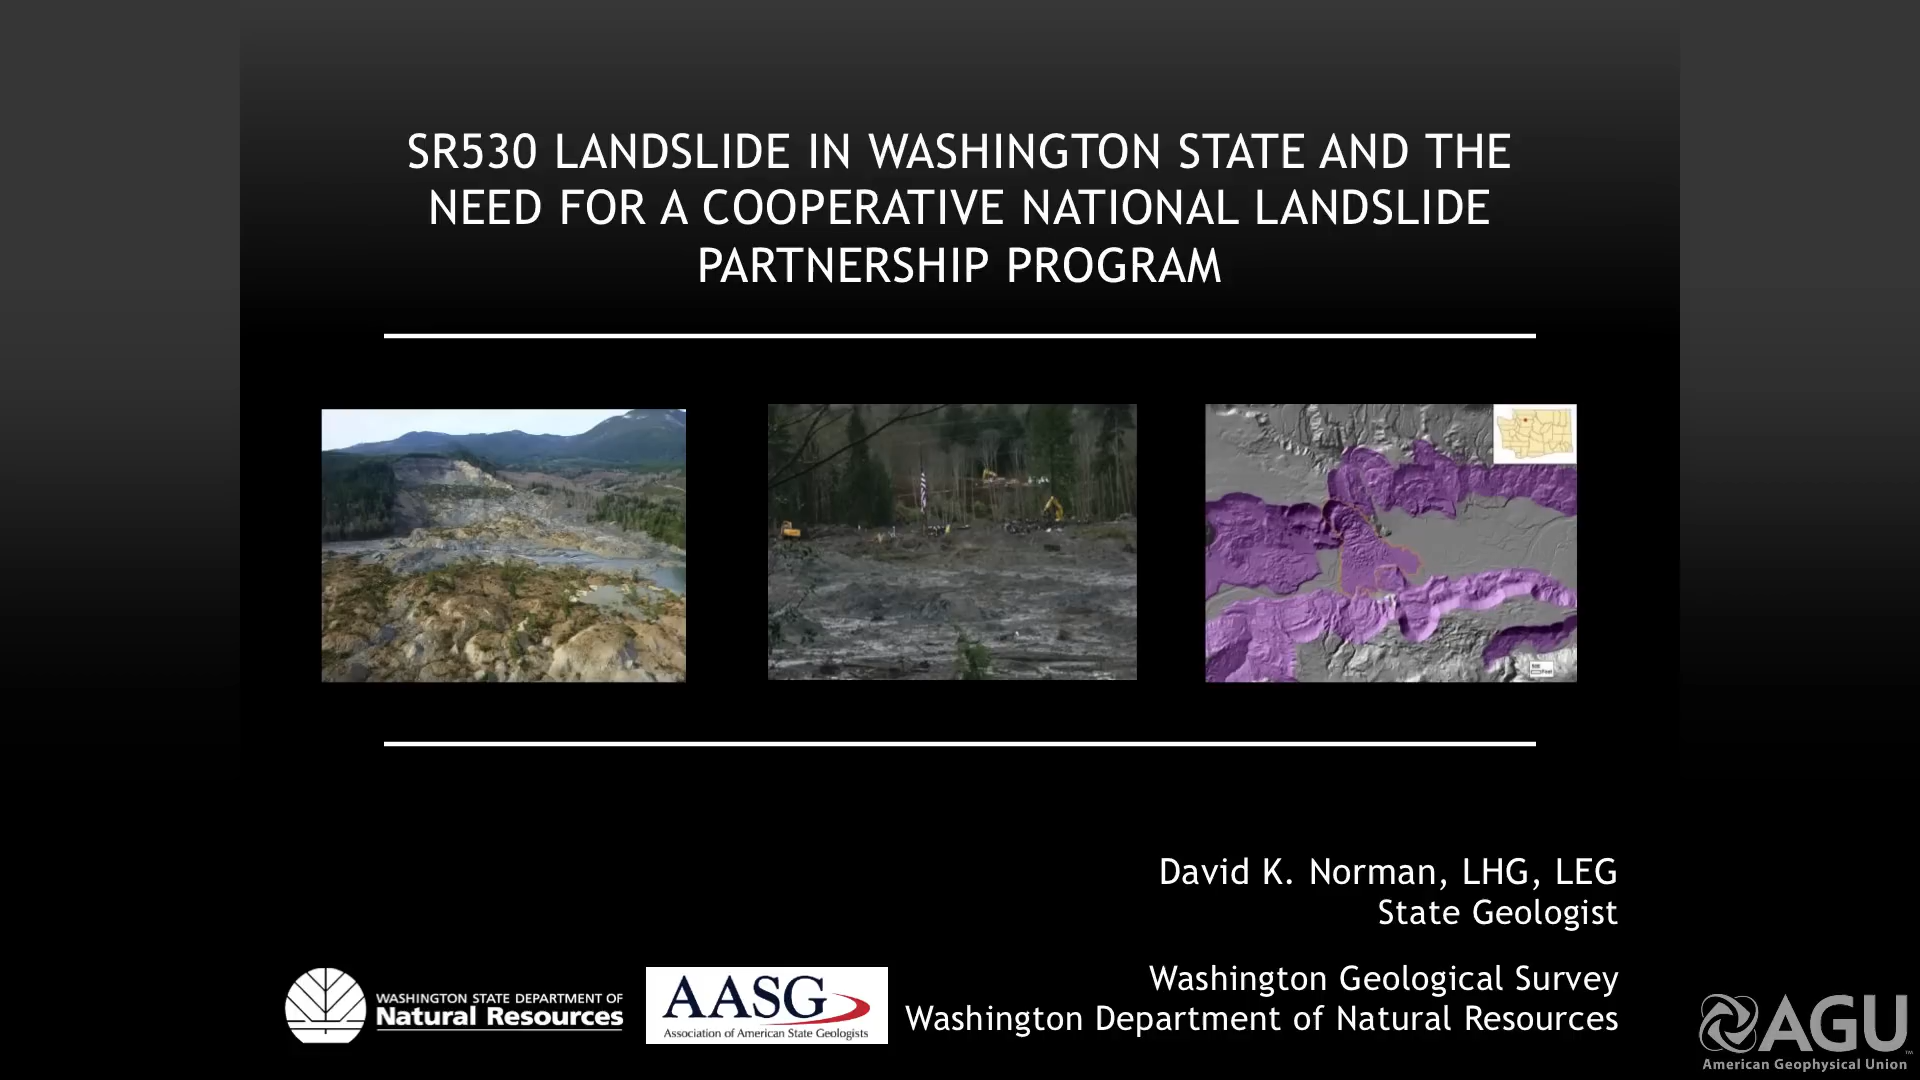 SR530 LANDSLIDE IN WASHINGTON STATE AND THE
NEED FOR A COOPERATIVE NATIONAL LANDSLIDE
PARTNERSHIP PROGRAM
David K. Norman, LHG, LEG
State Geologist
Washington Geological Survey
Washington Department of Natural Resources
WASHINGTON STATE DEPARTMENT OF
Natural Resources
AASG
Association of American State Geologists
AGU
American Geophysical Union